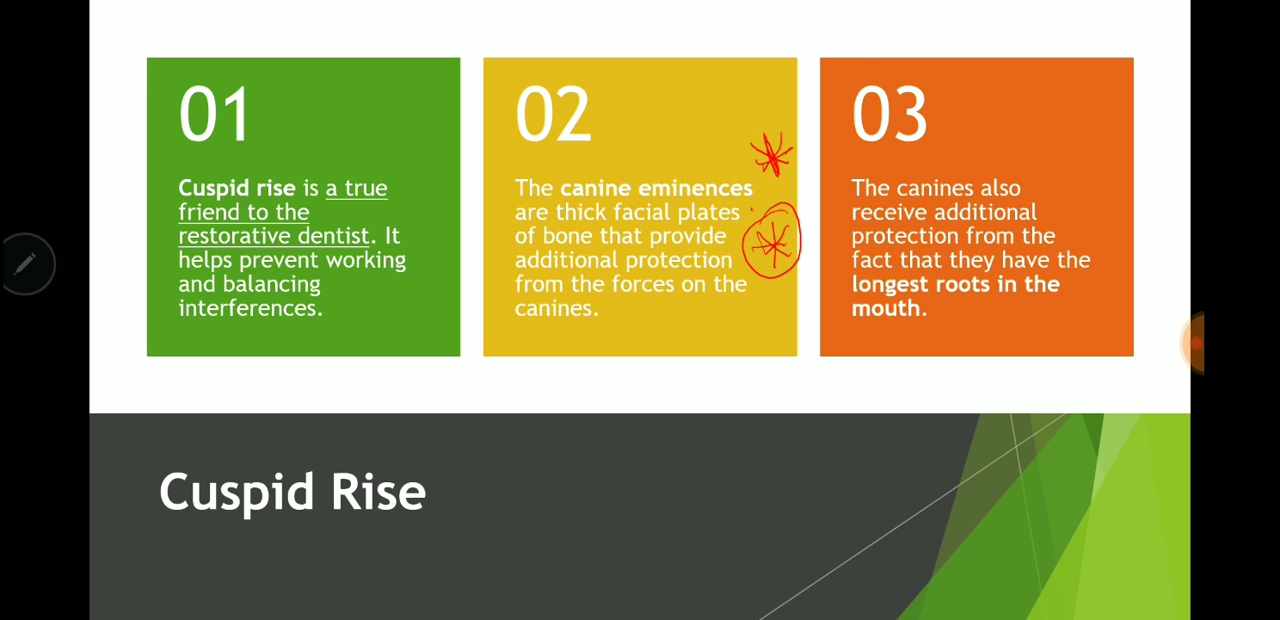 01
Cuspid rise is a true
friend to the
restorative dentist. It
helps prevent working
and balancing
interferences.
02
The canine eminences
are thick facial plates
of bone that provide
additional protection
from the forces on the
canines.
03
The canines also
receive additional
protection from the
fact that they have the
longest roots in the
mouth.
Cuspid Rise